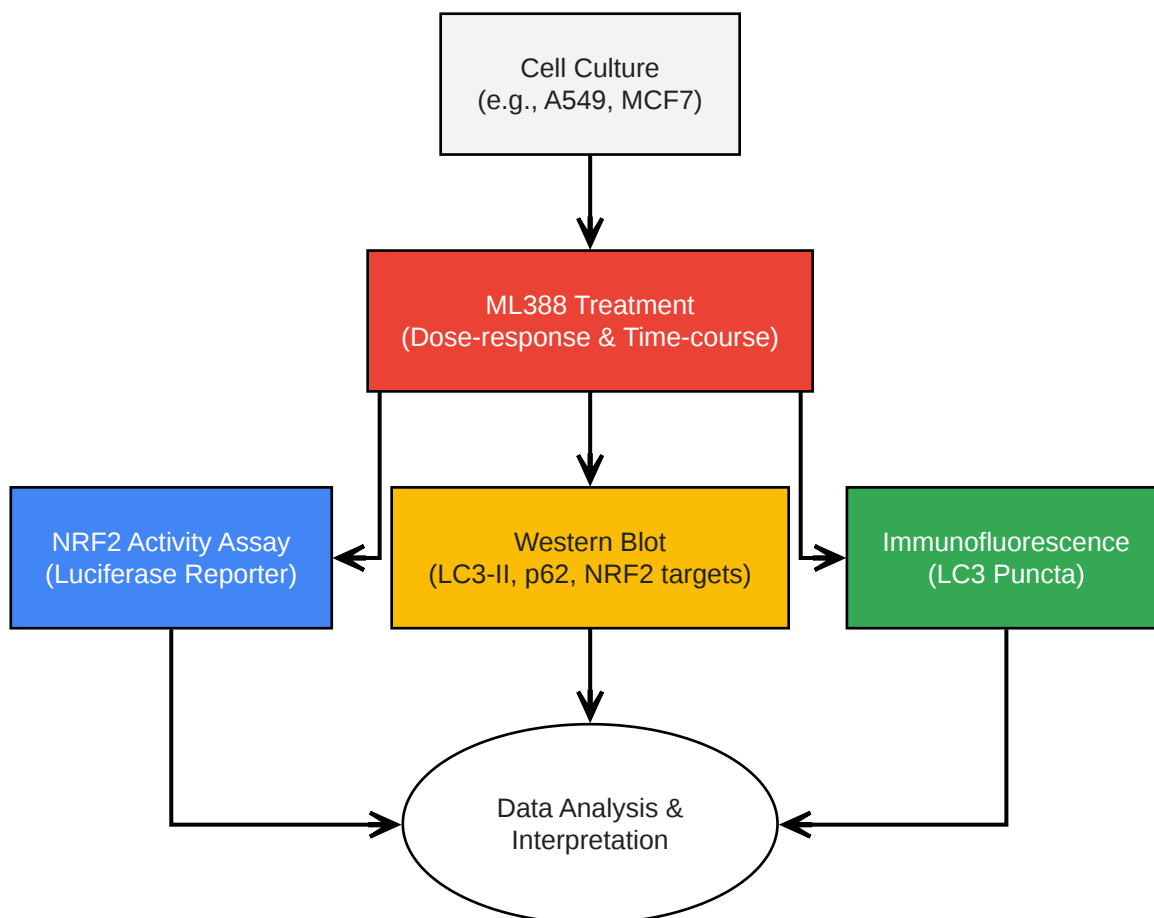 Cell Culture
(e.g., A549, MCF7)
ML388 Treatment
(Dose-response & Time-course)
NRF2 Activity Assay
(Luciferase Reporter)
Western Blot
(LC3-II, p62, NRF2 targets)
Immunofluorescence
(LC3 Puncta)
Data Analysis &
Interpretation